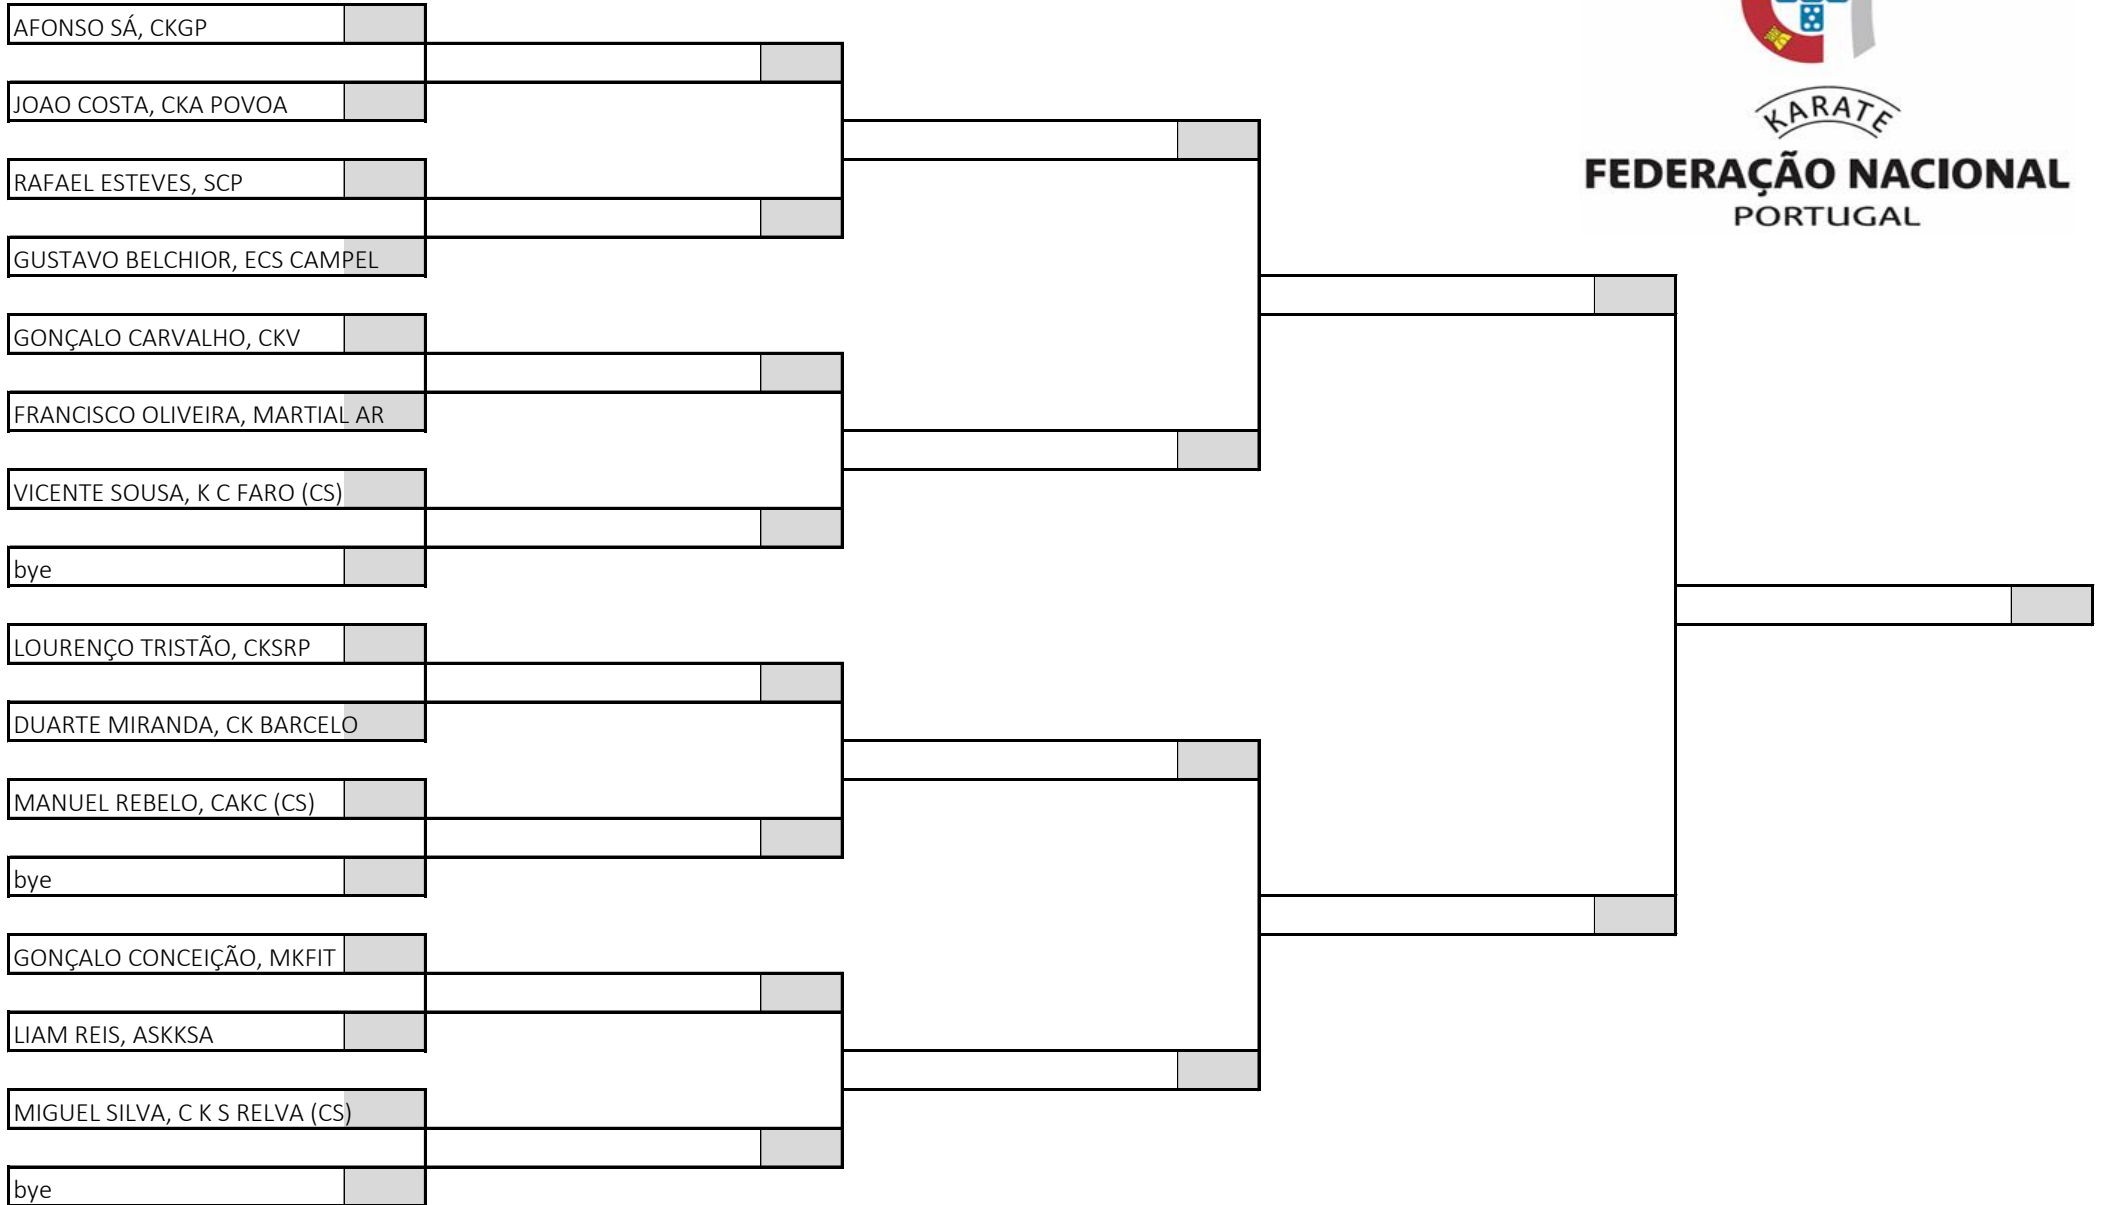 AFONSO SÁ, CKGP
JOAO COSTA, CKA POVOA
RAFAEL ESTEVES, SCP
GUSTAVO BELCHIOR, ECS CAMPEL
GONÇALO CARVALHO, CKV
FRANCISCO OLIVEIRA, MARTIAL AR
VICENTE SOUSA, K C FARO (CS)
bye
LOURENÇO TRISTÃO, CKSRP
DUARTE MIRANDA, CK BARCELO
MANUEL REBELO, CAKC (CS)
bye
GONÇALO CONCEIÇÃO, MKFIT
LIAM REIS, ASKKSA
MIGUEL SILVA, C K S RELVA (CS)
bye
KARATE
FEDERAÇÃO NACIONAL
PORTUGAL